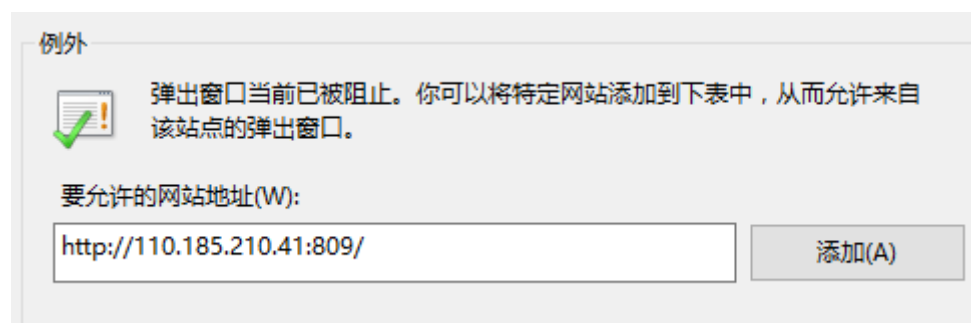 例外
弹出窗口当前已被阻止。你可以将特定网站添加到下表中，从而允许来自
该站点的弹出窗口。
要允许的网站地址(W):
http://110.185.210.41:809/
添加(A)